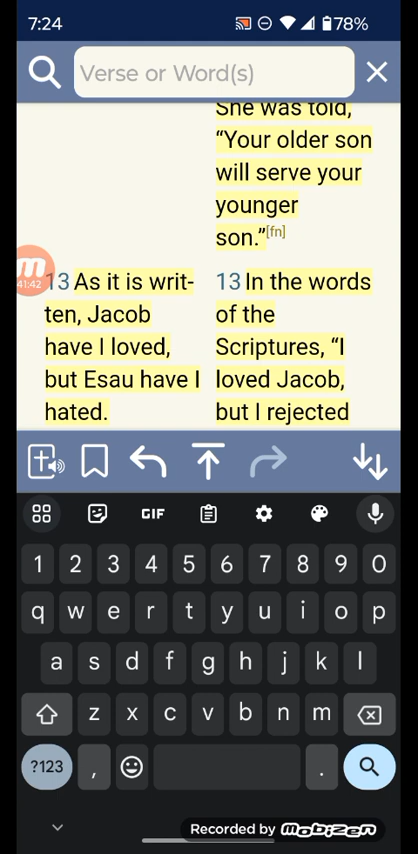 7:24
78%
Verse or Word(s)
She was told,
“Your older son
will serve your
younger
son.”[fn]
13 As it is writ-
ten, Jacob
have I loved,
but Esau have I
hated.
13 In the words
of the
Scriptures, “I
loved Jacob,
but I rejected
41:42
GIF
1 2 3 4 5 6 7 8 9 0
q w e r t y u i o p
a s d f g h j k l
z x c v b n m
?123 , .
Recorded by mobizen